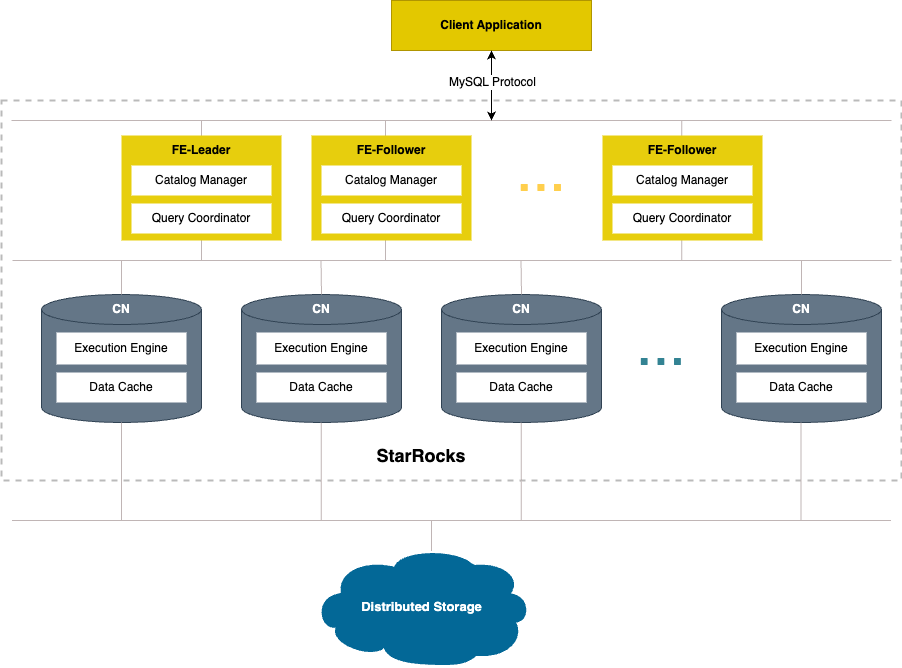 Client Application
MySQL Protocol
FE-Leader
FE-Follower
FE-Follower
Catalog Manager
Catalog Manager
Catalog Manager
Query Coordinator
Query Coordinator
Query Coordinator
CN
CN
CN
CN
Execution Engine
Execution Engine
Execution Engine
Execution Engine
Data Cache
Data Cache
Data Cache
Data Cache
StarRocks
Distributed Storage